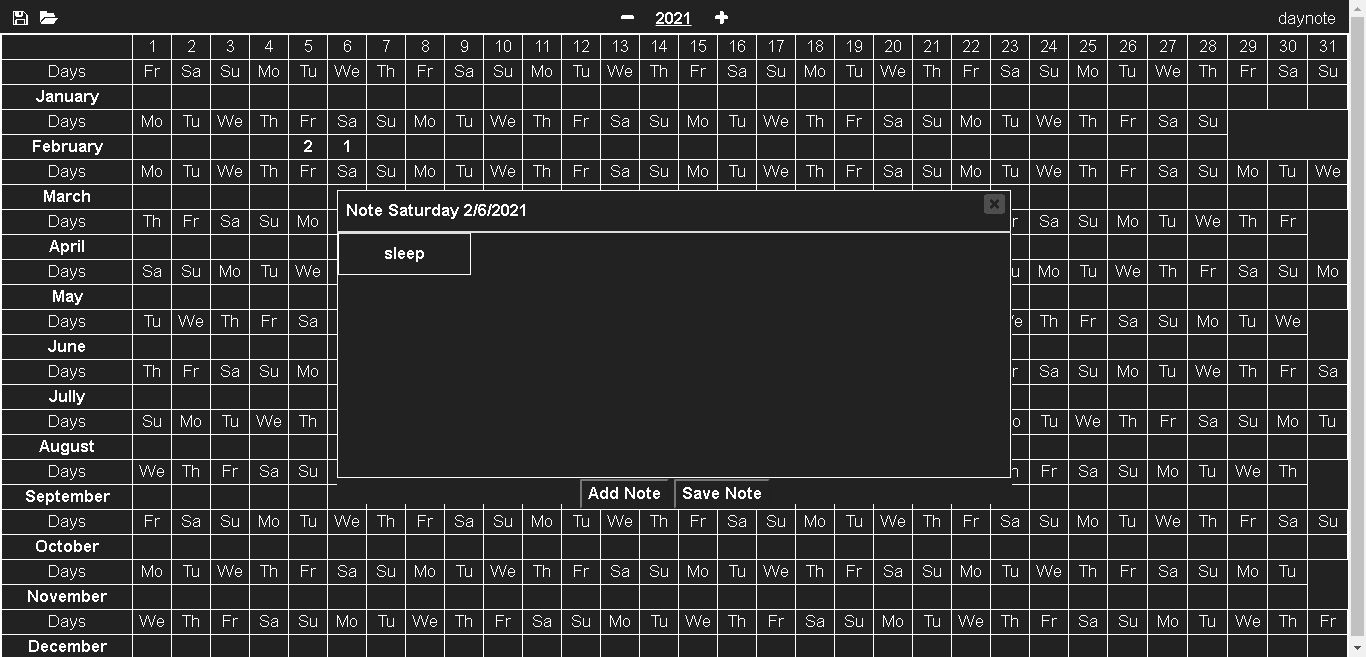 2021 daynote
1 2 3 4 5 6 7 8 9 10 11 12 13 14 15 16 17 18 19 20 21 22 23 24 25 26 27 28 29 30 31
Days Fr Sa Su Mo Tu We Th Fr Sa Su Mo Tu We Th Fr Sa Su Mo Tu We Th Fr Sa Su Mo Tu We Th Fr Sa Su
January
Days Mo Tu We Th Fr Sa Su Mo Tu We Th Fr Sa Su Mo Tu We Th Fr Sa Su Mo Tu We Th Fr Sa Su
February 2 1
Days Mo Tu We Th Fr Sa Su Mo Tu We Th Fr Sa Su Mo Tu We Th Fr Sa Su Mo Tu We Th Fr Sa Su Mo Tu We
March
Note Saturday 2/6/2021
Days Th Fr Sa Su Mo Sa Su Mo Tu We Th Fr
April
sleep
Days Sa Su Mo Tu We Mo Tu We Th Fr Sa Su Mo
May
Days Tu We Th Fr Sa Th Fr Sa Su Mo Tu We
June
Days Th Fr Sa Su Mo Sa Su Mo Tu We Th Fr Sa
Jully
Days Su Mo Tu We Th Tu We Th Fr Sa Su Mo Tu
August
Days We Th Fr Sa Su Fr Sa Su Mo Tu We Th
September
Add Note Save Note
Days Fr Sa Su Mo Tu We Th Fr Sa Su Mo Tu We Th Fr Sa Su Mo Tu We Th Fr Sa Su Mo Tu We Th Fr Sa Su
October
Days Mo Tu We Th Fr Sa Su Mo Tu We Th Fr Sa Su Mo Tu We Th Fr Sa Su Mo Tu We Th Fr Sa Su Mo Tu
November
Days We Th Fr Sa Su Mo Tu We Th Fr Sa Su Mo Tu We Th Fr Sa Su Mo Tu We Th Fr Sa Su Mo Tu We Th Fr
December